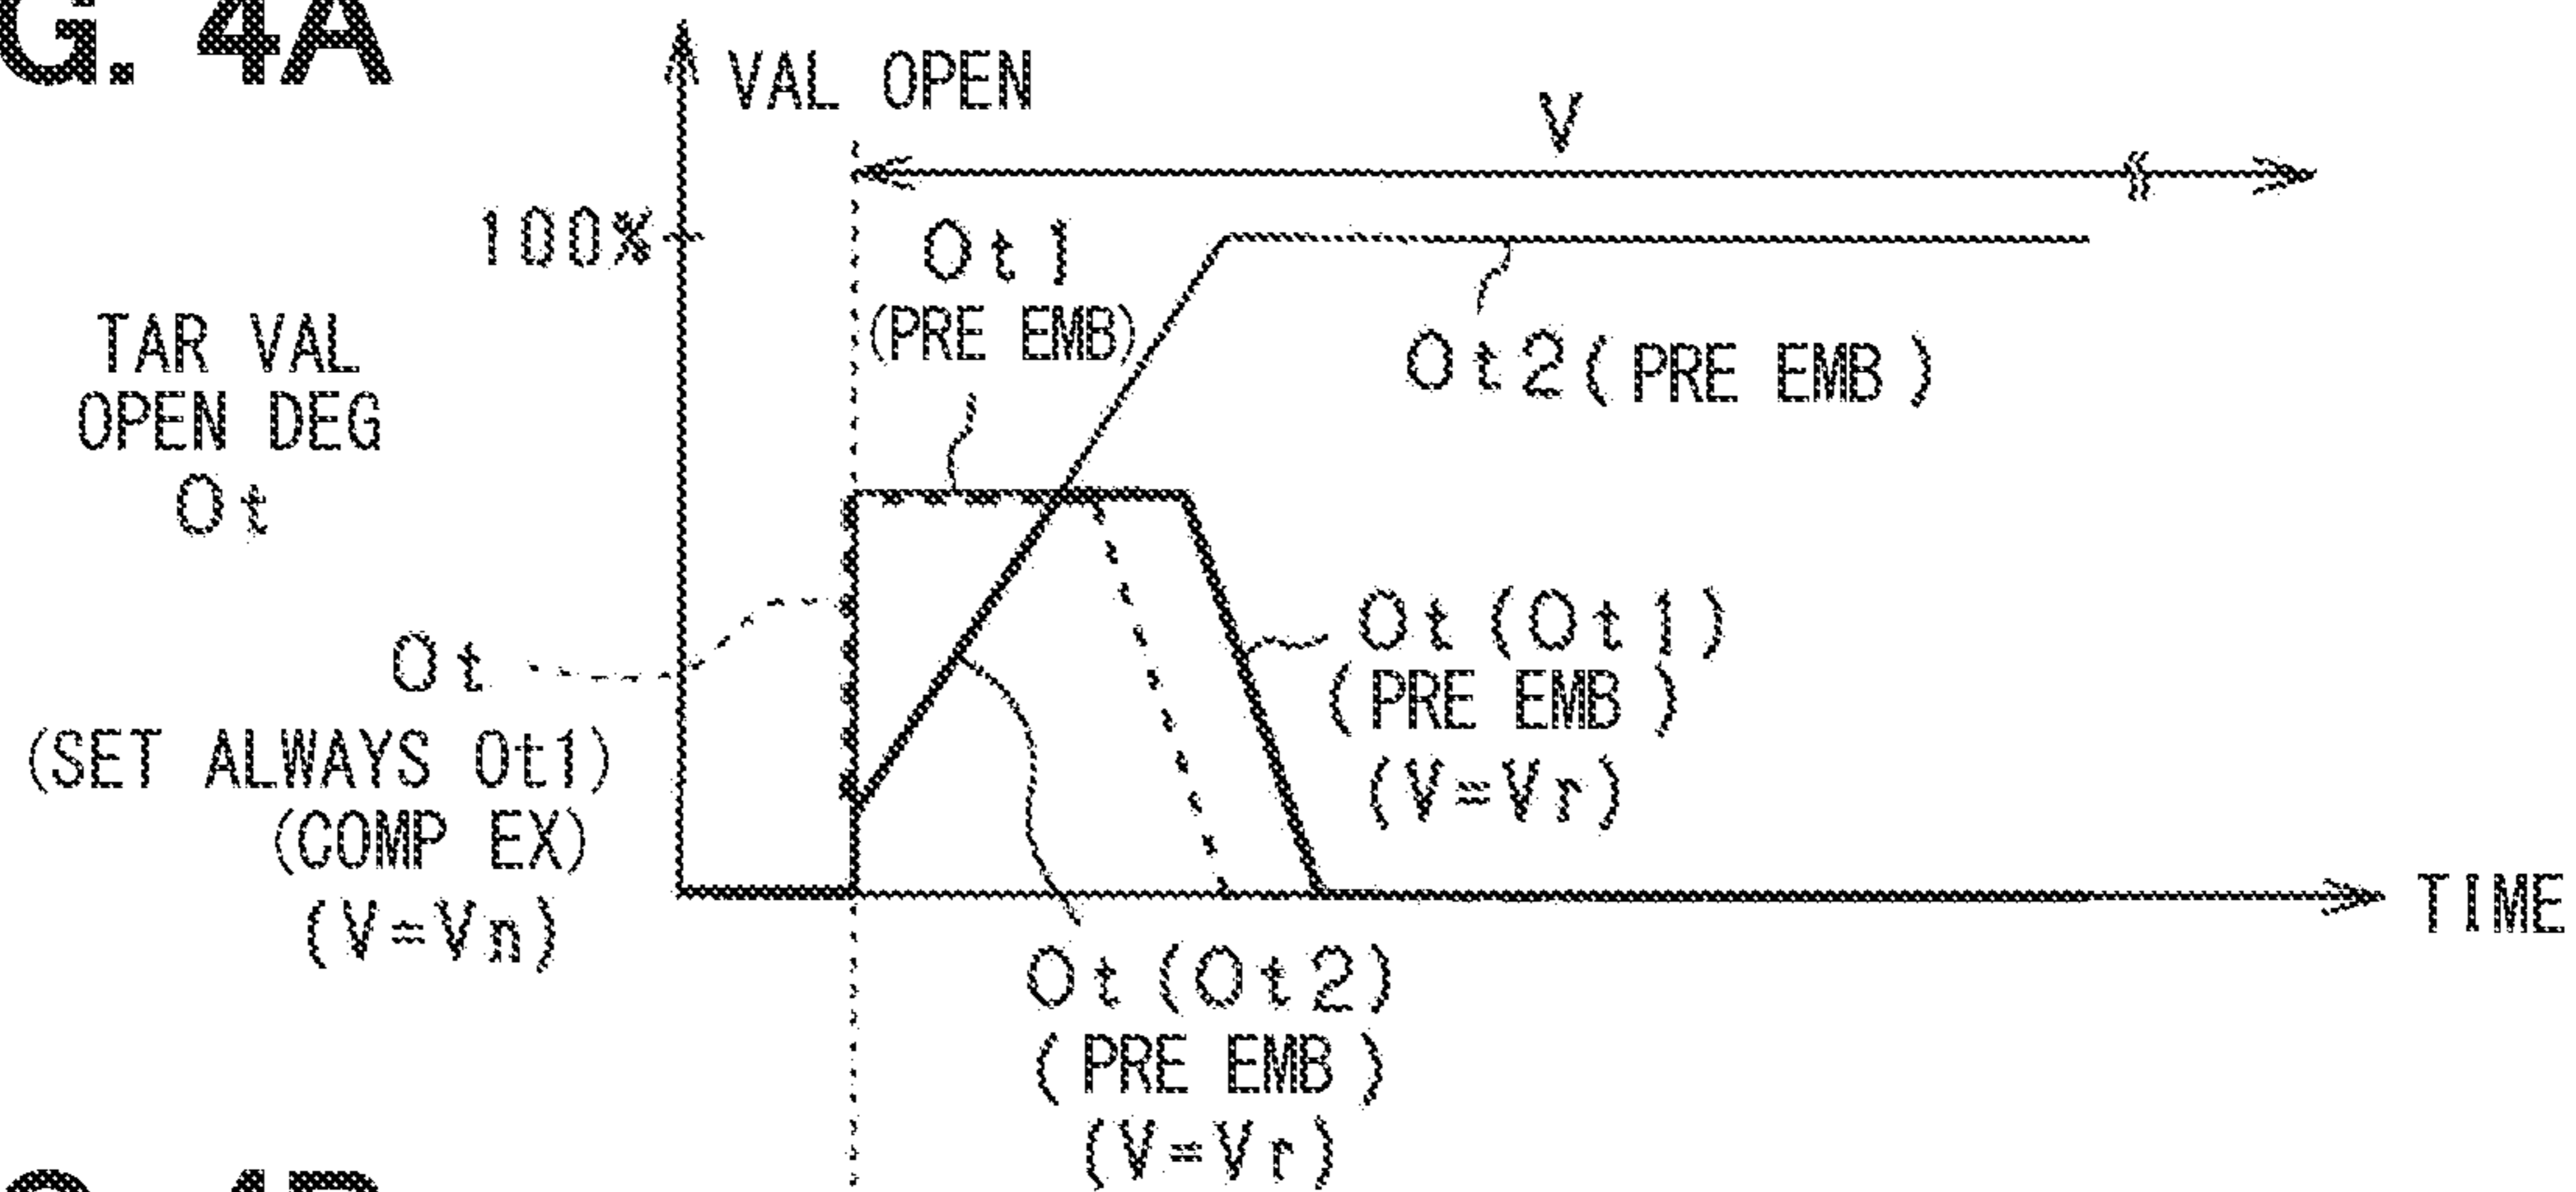 G. 4A
VAL OPEN
V
100%
Ot1
(PRE EMB)
Ot2(PRE EMB)
TAR VAL
OPEN DEG
Ot
Ot
(SET ALWAYS Ot1)
(COMP EX)
(V=Vn)
Ot(Ot1)
(PRE EMB)
(V=Vr)
TIME
Ot(Ot2)
(PRE EMB)
(V=Vr)